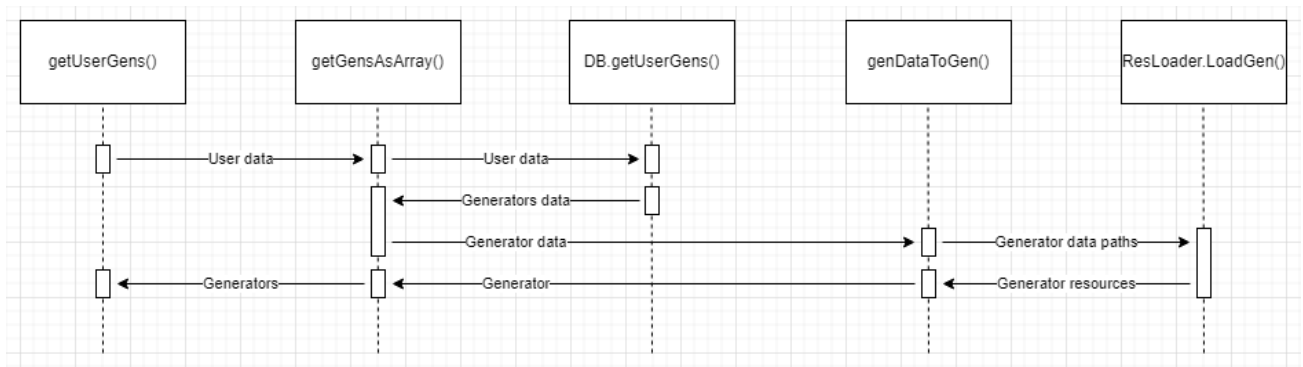 getUserGens()
getGensAsArray()
DB.getUserGens()
genDataToGen()
ResLoader.LoadGen()
User data
User data
Generators data
Generator data
Generator data paths
Generators
Generator
Generator resources